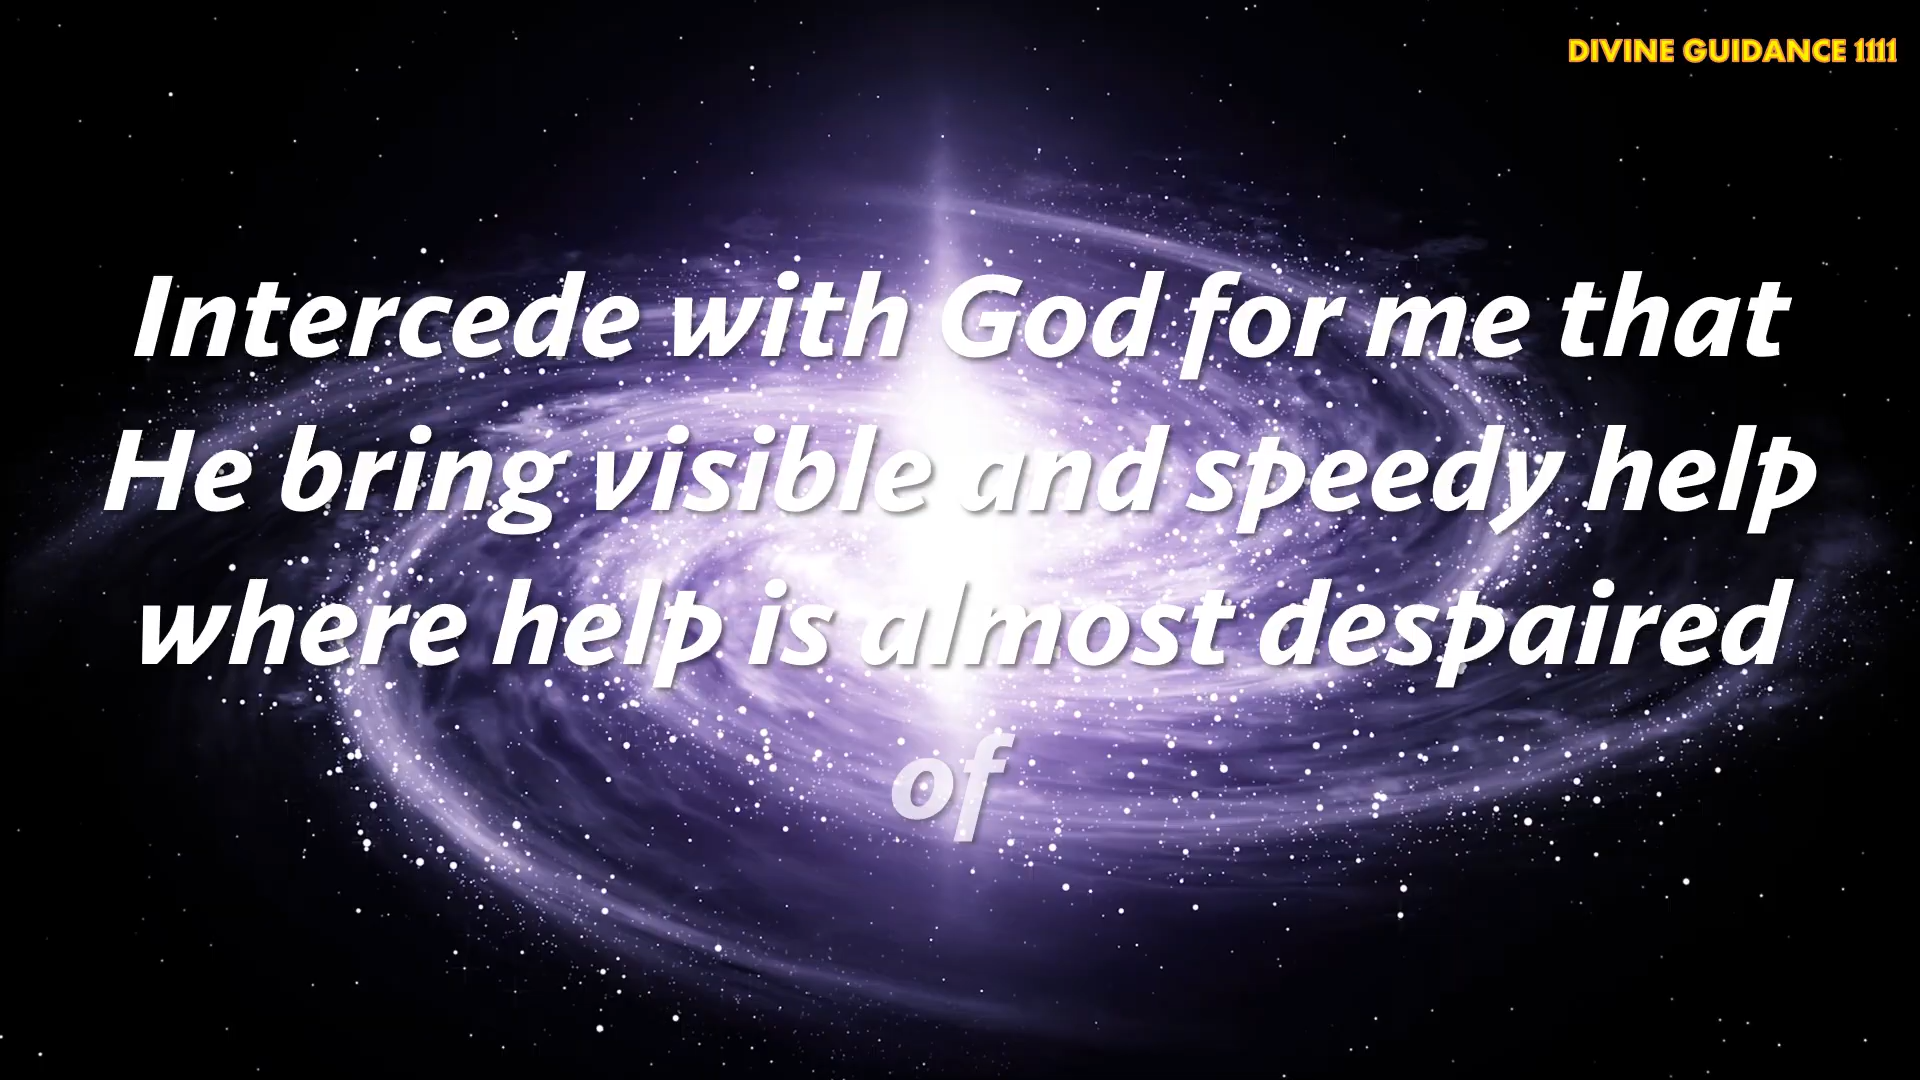 DIVINE GUIDANCE 1111
Intercede with God for me that
He bring visible and speedy help
where help is almost despaired
of